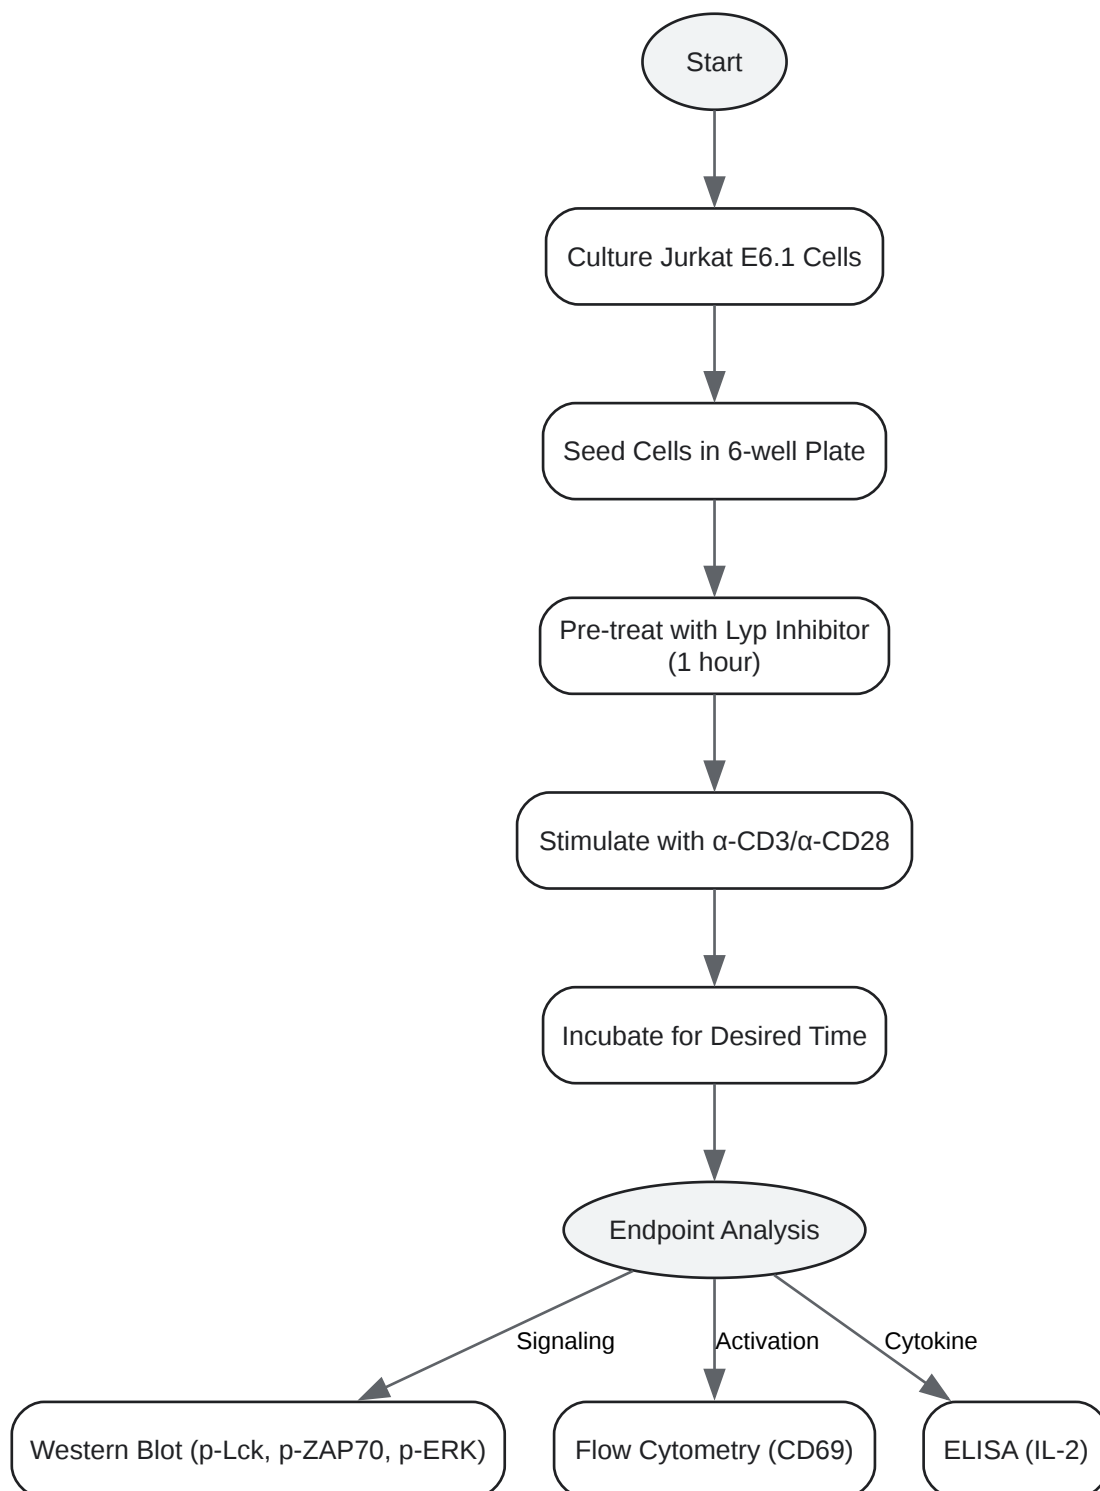 Start
Culture Jurkat E6.1 Cells
Seed Cells in 6-well Plate
Pre-treat with Lyp Inhibitor
(1 hour)
Stimulate with α-CD3/α-CD28
Incubate for Desired Time
Endpoint Analysis
Signaling
Activation
Cytokine
Western Blot (p-Lck, p-ZAP70, p-ERK)
Flow Cytometry (CD69)
ELISA (IL-2)